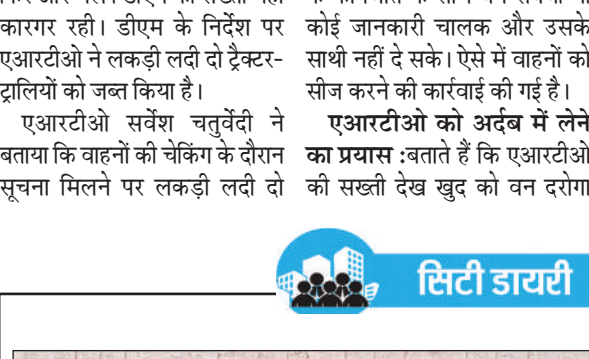 कारगर रही। डीएम के निर्देश पर
एआरटीओ ने लकड़ी लदी दो ट्रैक्टर-
ट्रालियों को जब्त किया है।
एआरटीओ सर्वेश चतुर्वेदी ने
बताया कि वाहनों की चेकिंग के दौरान
सूचना मिलने पर लकड़ी लदी दो
कोई जानकारी चालक और उसके
साथी नहीं दे सके। ऐसे में वाहनों को
सीज करने की कार्रवाई की गई है।
एआरटीओ को अर्दब में लेने
का प्रयास :बताते हैं कि एआरटीओ
की सख्ती देख खुद को वन दरोगा
सिटी डायरी